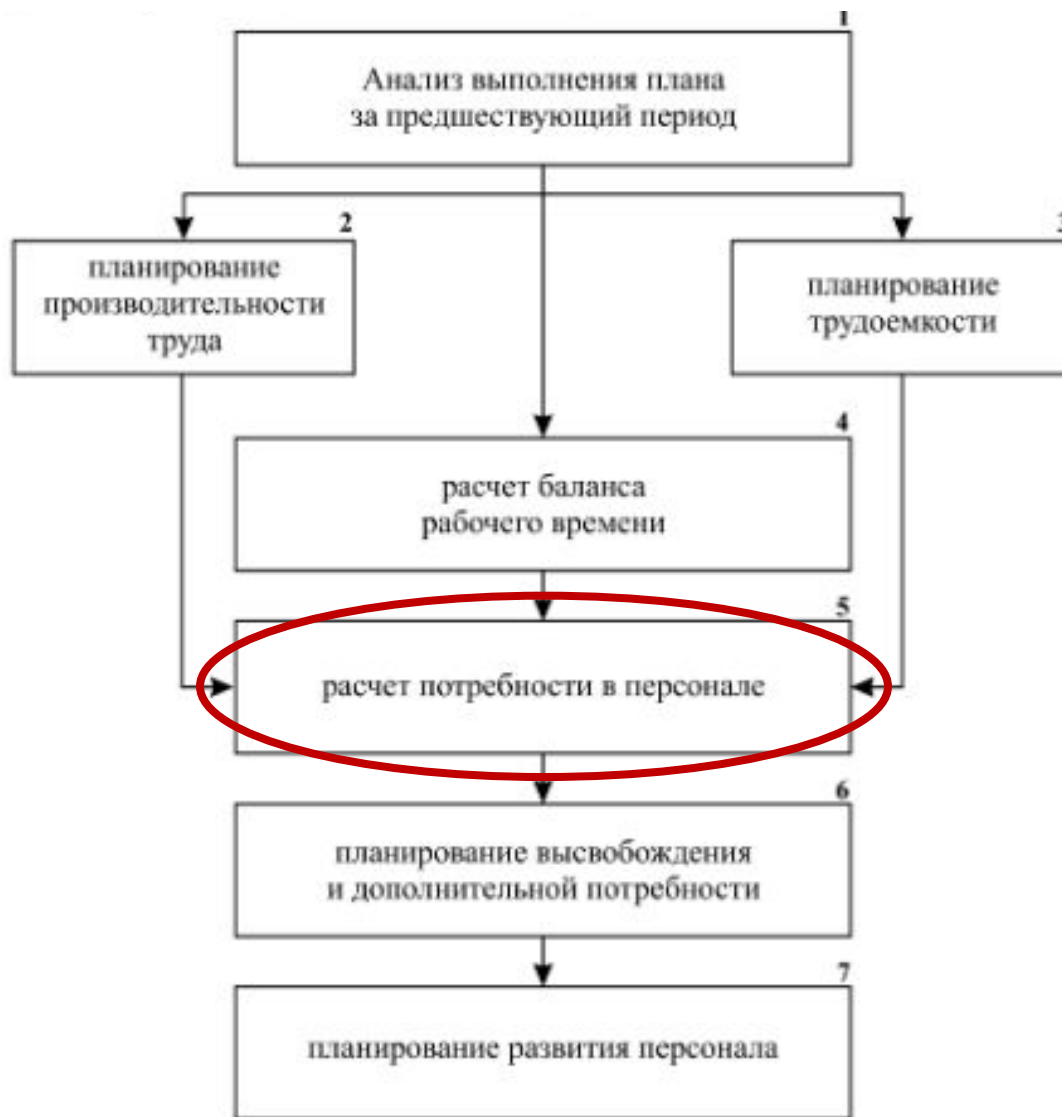 1
Анализ выполнения плана
за предшествующий период
2
планирование
производительности
труда
3
планирование
трудоемкости
4
расчет баланса
рабочего времени
5
расчет потребности в персонале
6
планирование высвобождения
и дополнительной потребности
7
планирование развития персонала